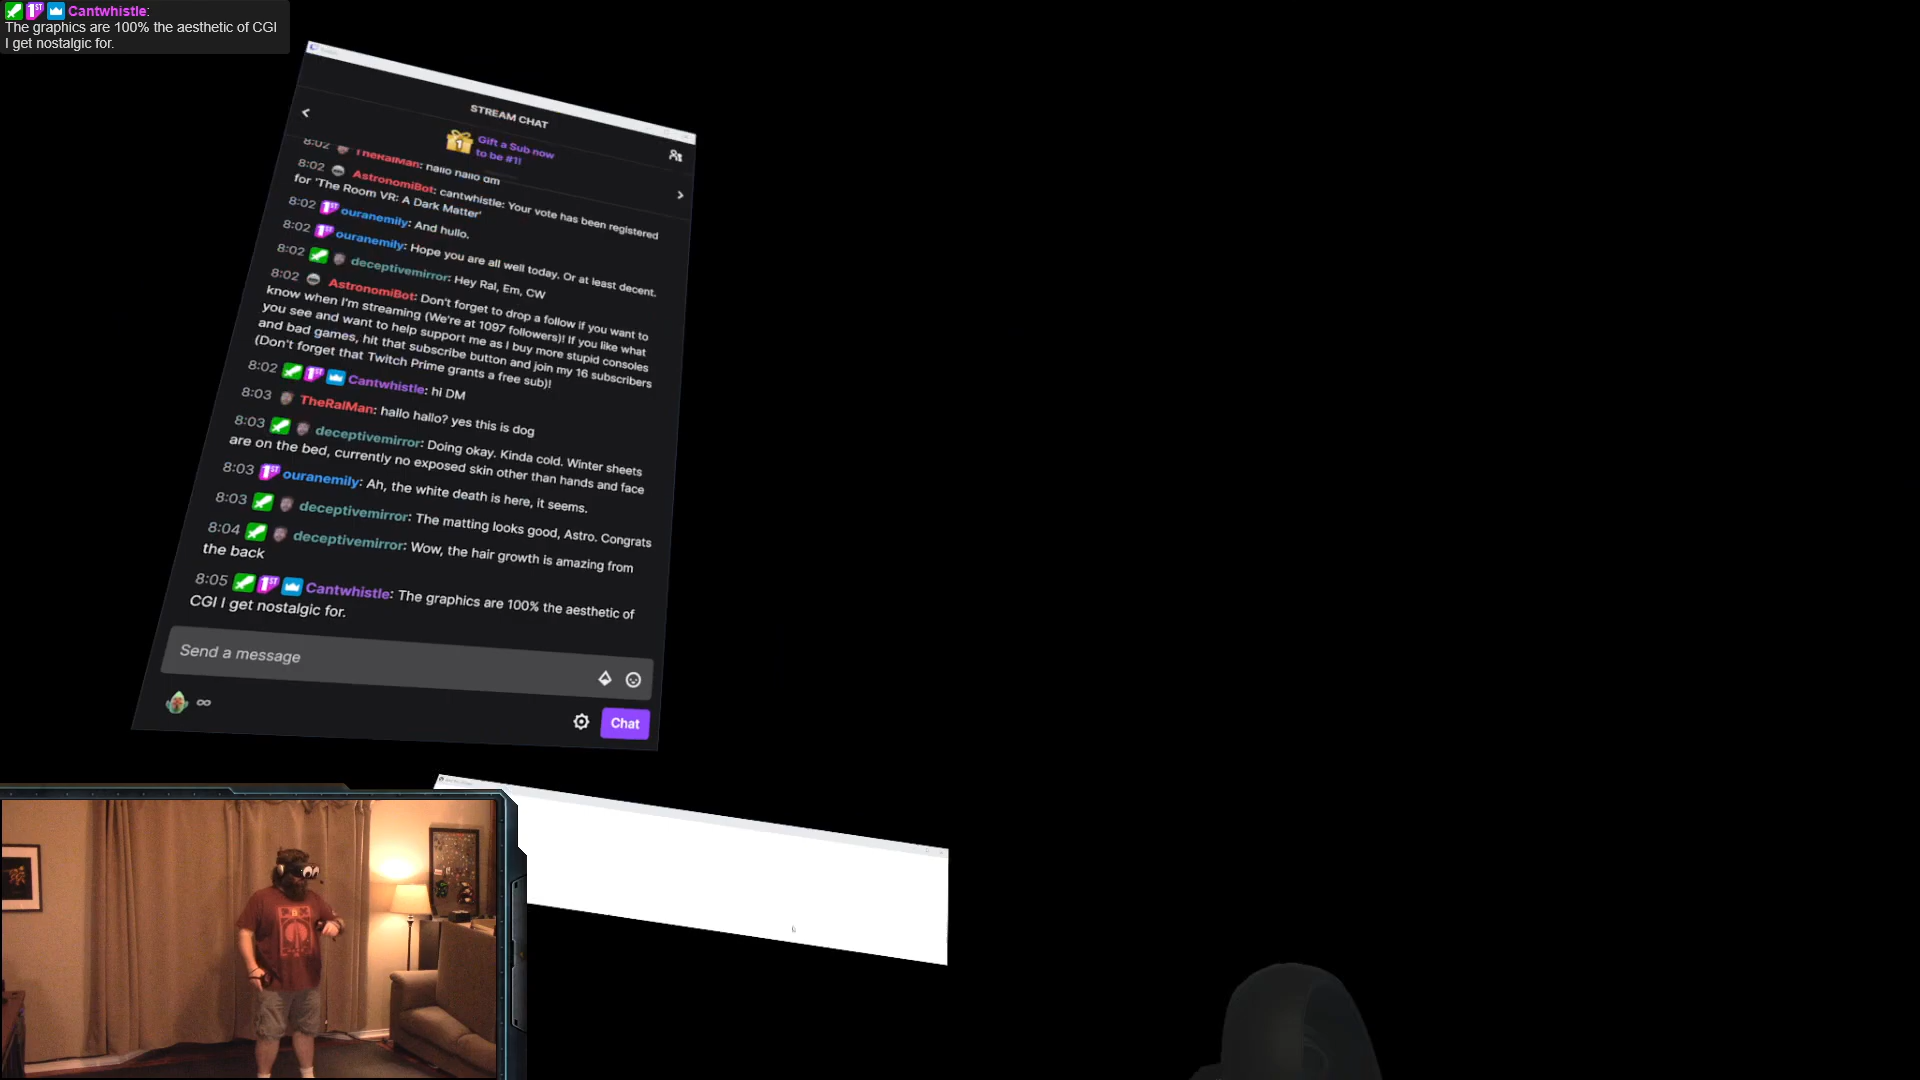 Cantwhistle:
The graphics are 100% the aesthetic of CGI
I get nostalgic for.
STREAM CHAT
Gift a Sub now
to be #1!
8:02 TheRalMan: hallo hallo dm
8:02 AstronomiBot: cantwhistle: Your vote has been registered
for 'The Room VR: A Dark Matter'
8:02 ouranemily: And hullo.
8:02 ouranemily: Hope you are all well today. Or at least decent.
8:02 deceptivemirror: Hey Ral, Em, CW
8:02 AstronomiBot: Don't forget to drop a follow if you want to
know when I'm streaming (We're at 1097 followers)! If you like what
you see and want to help support me as I buy more stupid consoles
and bad games, hit that subscribe button and join my 16 subscribers
(Don't forget that Twitch Prime grants a free sub)!
8:02 Cantwhistle: hi DM
8:03 TheRalMan: hallo hallo? yes this is dog
8:03 deceptivemirror: Doing okay. Kinda cold. Winter sheets
are on the bed, currently no exposed skin other than hands and face
8:03 ouranemily: Ah, the white death is here, it seems.
8:03 deceptivemirror: The matting looks good, Astro. Congrats
8:04 deceptivemirror: Wow, the hair growth is amazing from
the back
8:05 Cantwhistle: The graphics are 100% the aesthetic of
CGI I get nostalgic for.
Send a message
Chat